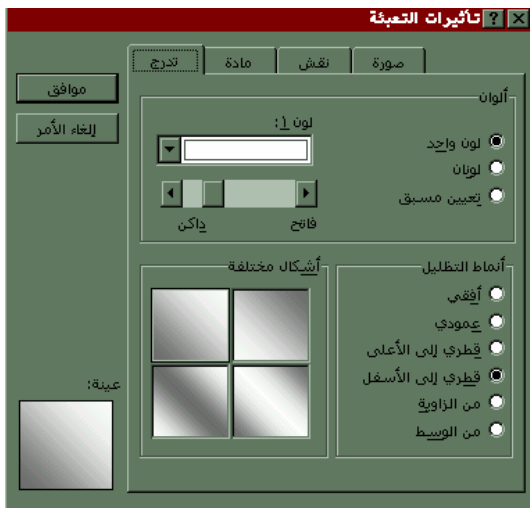 تأثيرات التعبئة
صورة
نقش
مادة
تدرج
موافق
إلغاء الأمر
ألوان
لون واحد
لونان
تعيين مسبق
لون 1:
فاتح
داكن
أنماط التظليل
أفقي
عمودي
قطري إلى الأعلى
قطري إلى الأسفل
من الزاوية
من الوسط
أشكال مختلفة
عينة: